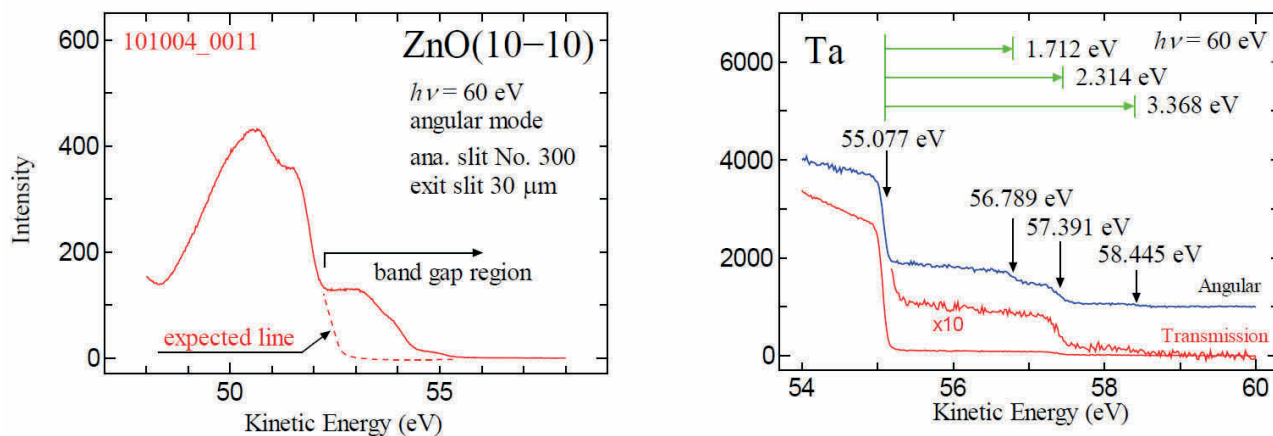 600
400
200
0
Intensity
101004_0011
ZnO(10−10)
hν = 60 eV
angular mode
ana. slit No. 300
exit slit 30 μm
band gap region
expected line
50
55
Kinetic Energy (eV)
6000
4000
2000
0
Ta
hν = 60 eV
1.712 eV
2.314 eV
3.368 eV
55.077 eV
56.789 eV
57.391 eV
58.445 eV
Angular
x10
Transmission
54
56
58
60
Kinetic Energy (eV)